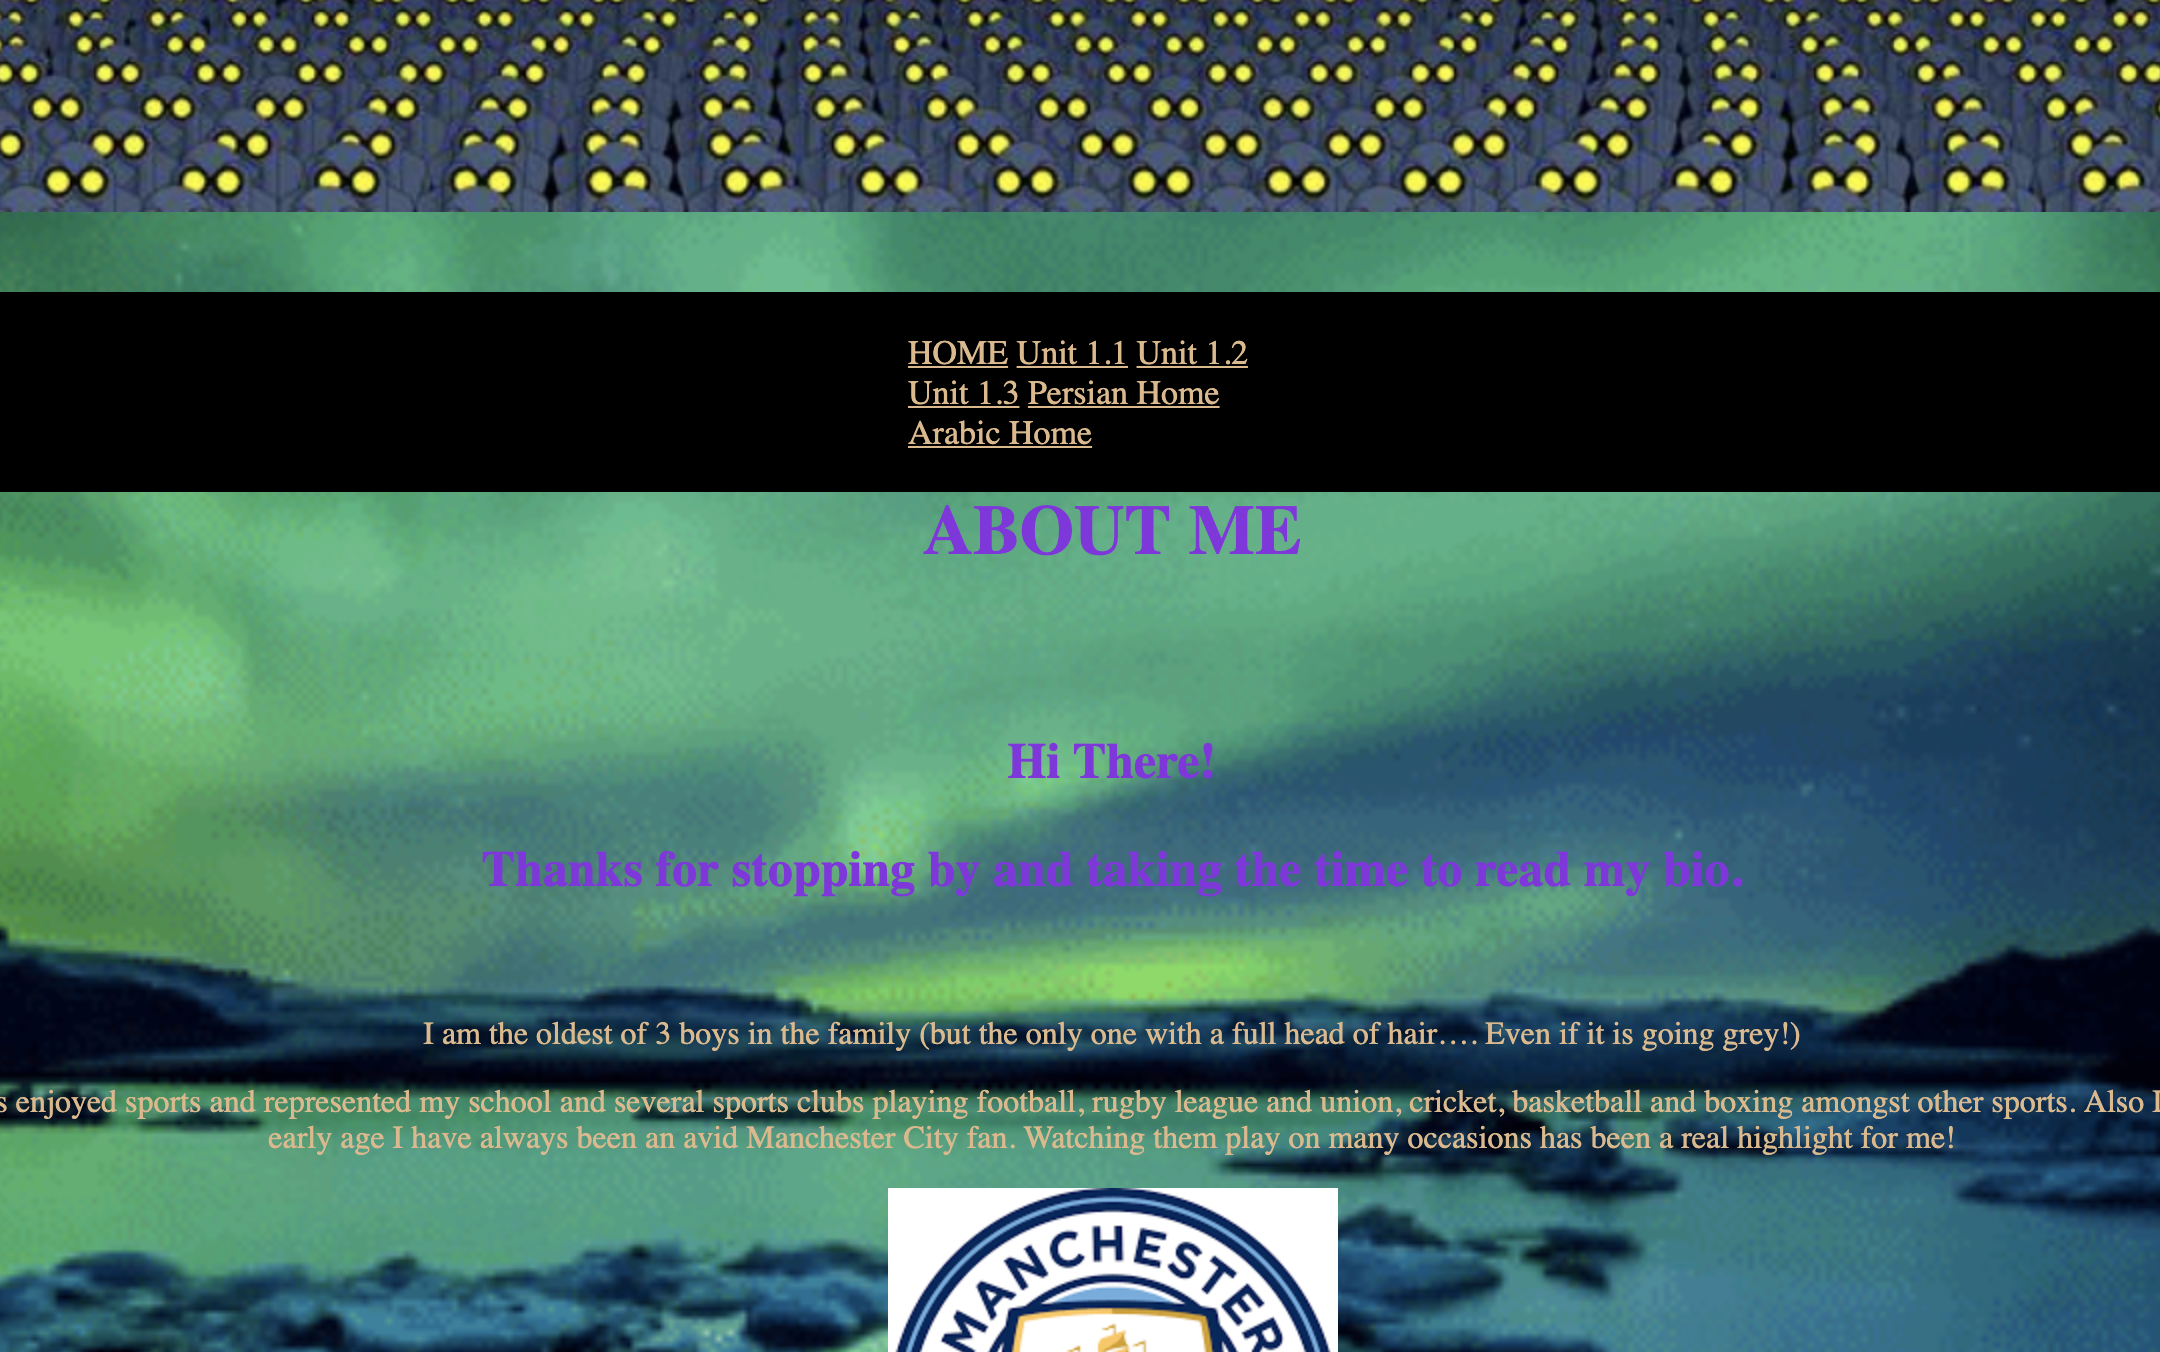 HOME Unit 1.1 Unit 1.2
Unit 1.3 Persian Home
Arabic Home
ABOUT ME
Hi There!
Thanks for stopping by and taking the time to read my bio.
I am the oldest of 3 boys in the family (but the only one with a full head of hair…. Even if it is going grey!)
s enjoyed sports and represented my school and several sports clubs playing football, rugby league and union, cricket, basketball and boxing amongst other sports. Also
early age I have always been an avid Manchester City fan. Watching them play on many occasions has been a real highlight for me!
MANCHESTER